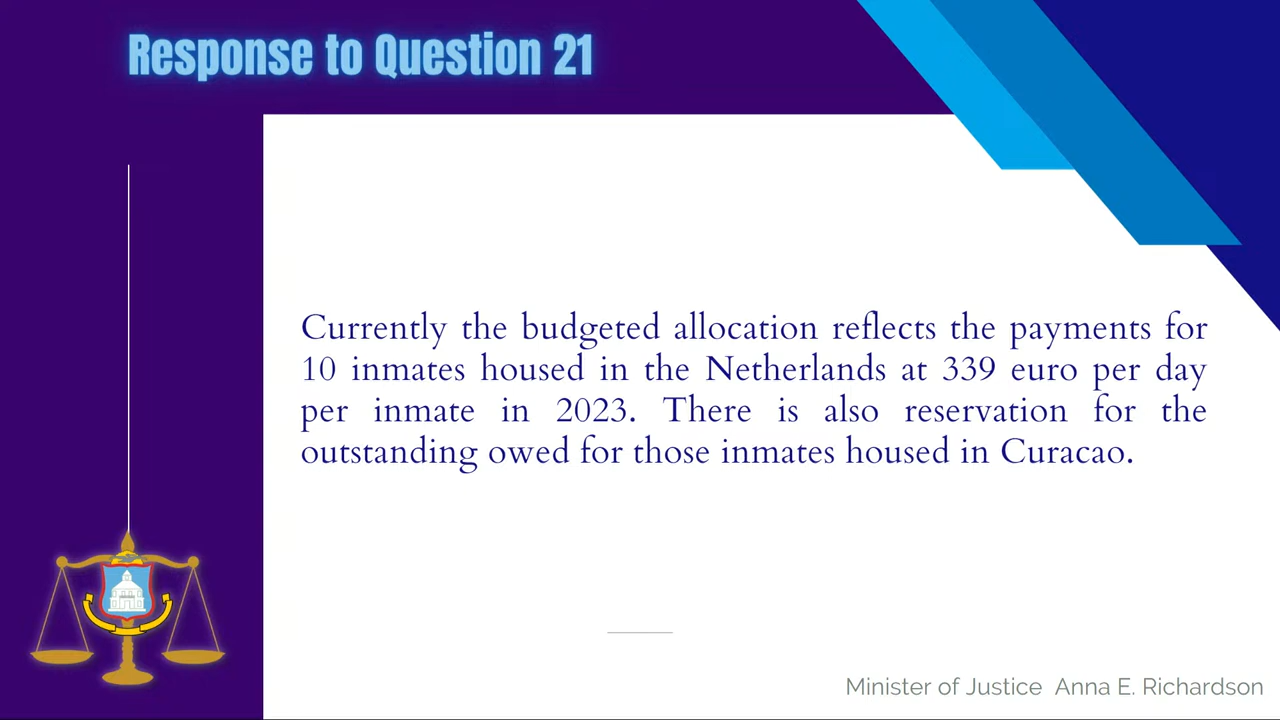 Response to Question 21
Currently the budgeted allocation reflects the payments for
10 inmates housed in the Netherlands at 339 euro per day
per inmate in 2023. There is also reservation for the
outstanding owed for those inmates housed in Curacao.
Minister of Justice Anna E. Richardson